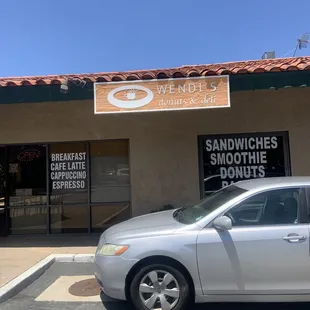 WENDI'S
donuts & deli
BREAKFAST
CAFE LATTE
CAPPUCCINO
ESPRESSO
SANDWICHES
SMOOTHIE
DONUTS